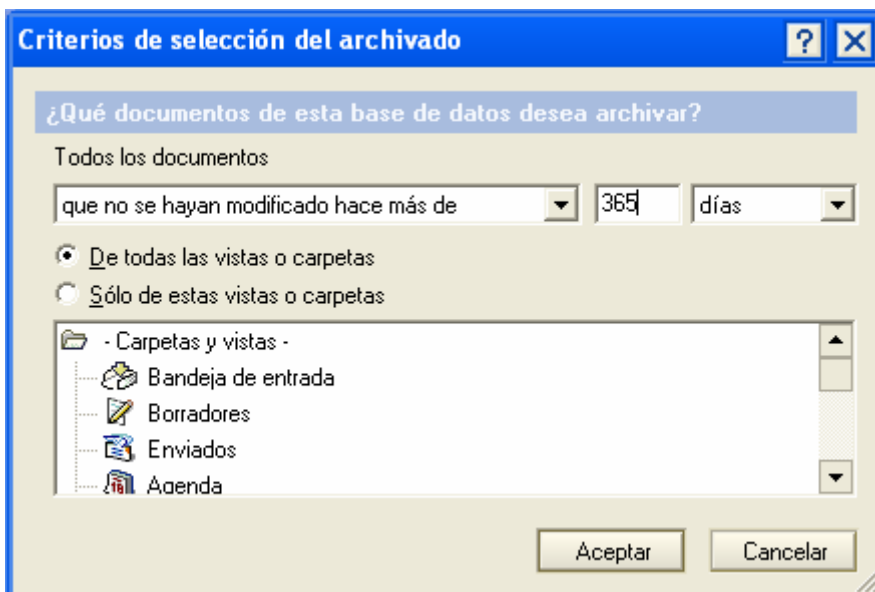 Criterios de selección del archivado
¿Qué documentos de esta base de datos desea archivar?
Todos los documentos
que no se hayan modificado hace más de 365 días
De todas las vistas o carpetas
Sólo de estas vistas o carpetas
- Carpetas y vistas -
Bandeja de entrada
Borradores
Enviados
Agenda
Aceptar Cancelar